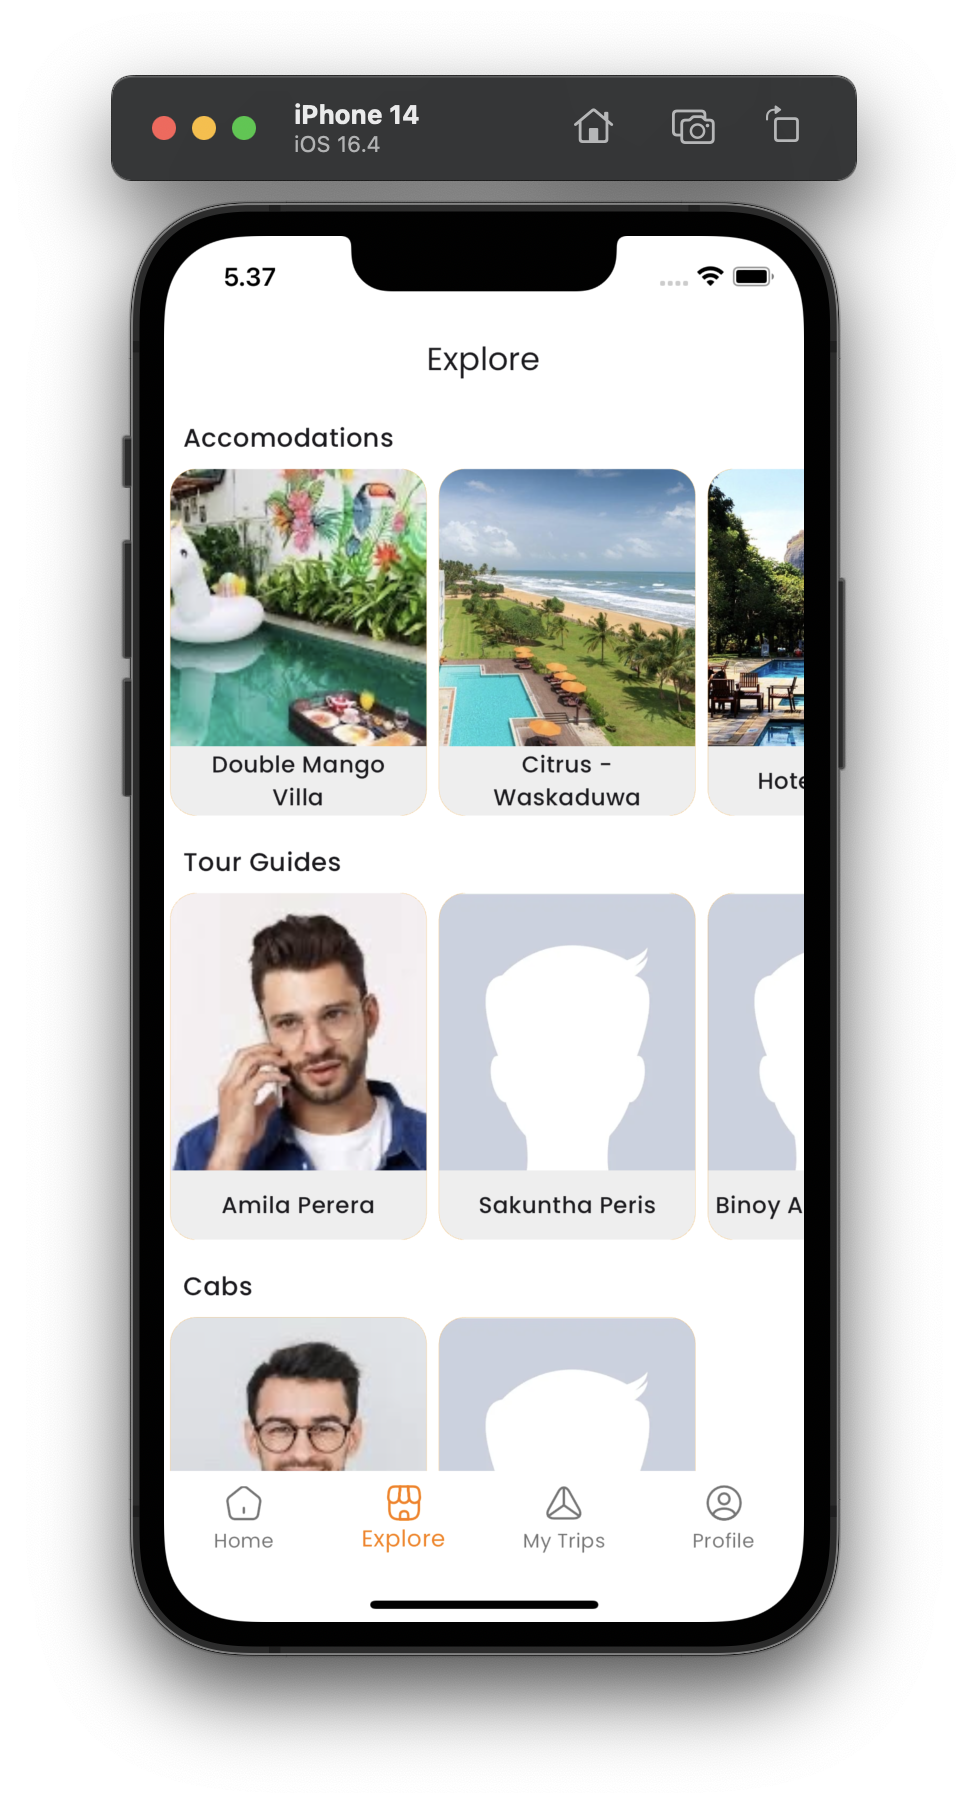 iPhone 14
iOS 16.4
5.37
Explore
Accomodations
Double Mango
Villa
Citrus -
Waskaduwa
Tour Guides
Amila Perera
Sakuntha Peris
Binoy A
Cabs
Home
Explore
My Trips
Profile